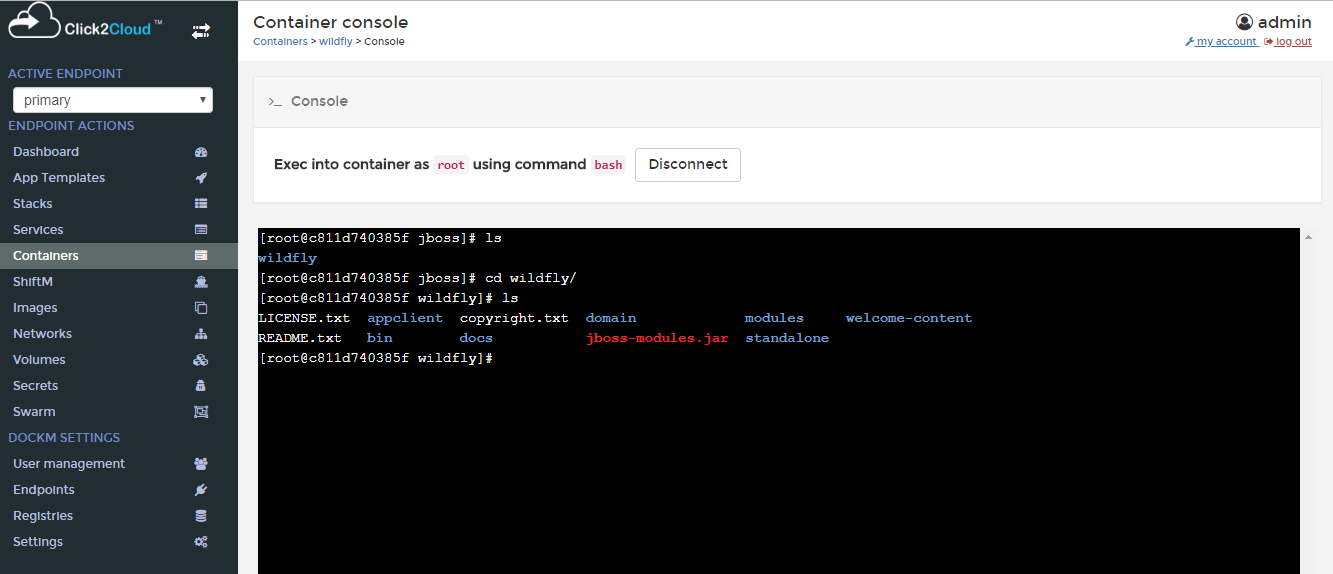 Click2Cloud ™
ACTIVE ENDPOINT
primary
ENDPOINT ACTIONS
Dashboard
App Templates
Stacks
Services
Containers
ShiftM
Images
Networks
Volumes
Secrets
Swarm
DOCKM SETTINGS
User management
Endpoints
Registries
Settings
Container console
Containers > wildfly > Console
admin
my account log out
>_ Console
Exec into container as root using command bash Disconnect
[root@c811d740385f jboss]# ls
wildfly
[root@c811d740385f jboss]# cd wildfly/
[root@c811d740385f wildfly]# ls
LICENSE.txt appclient copyright.txt domain modules welcome-content
README.txt bin docs jboss-modules.jar standalone
[root@c811d740385f wildfly]#